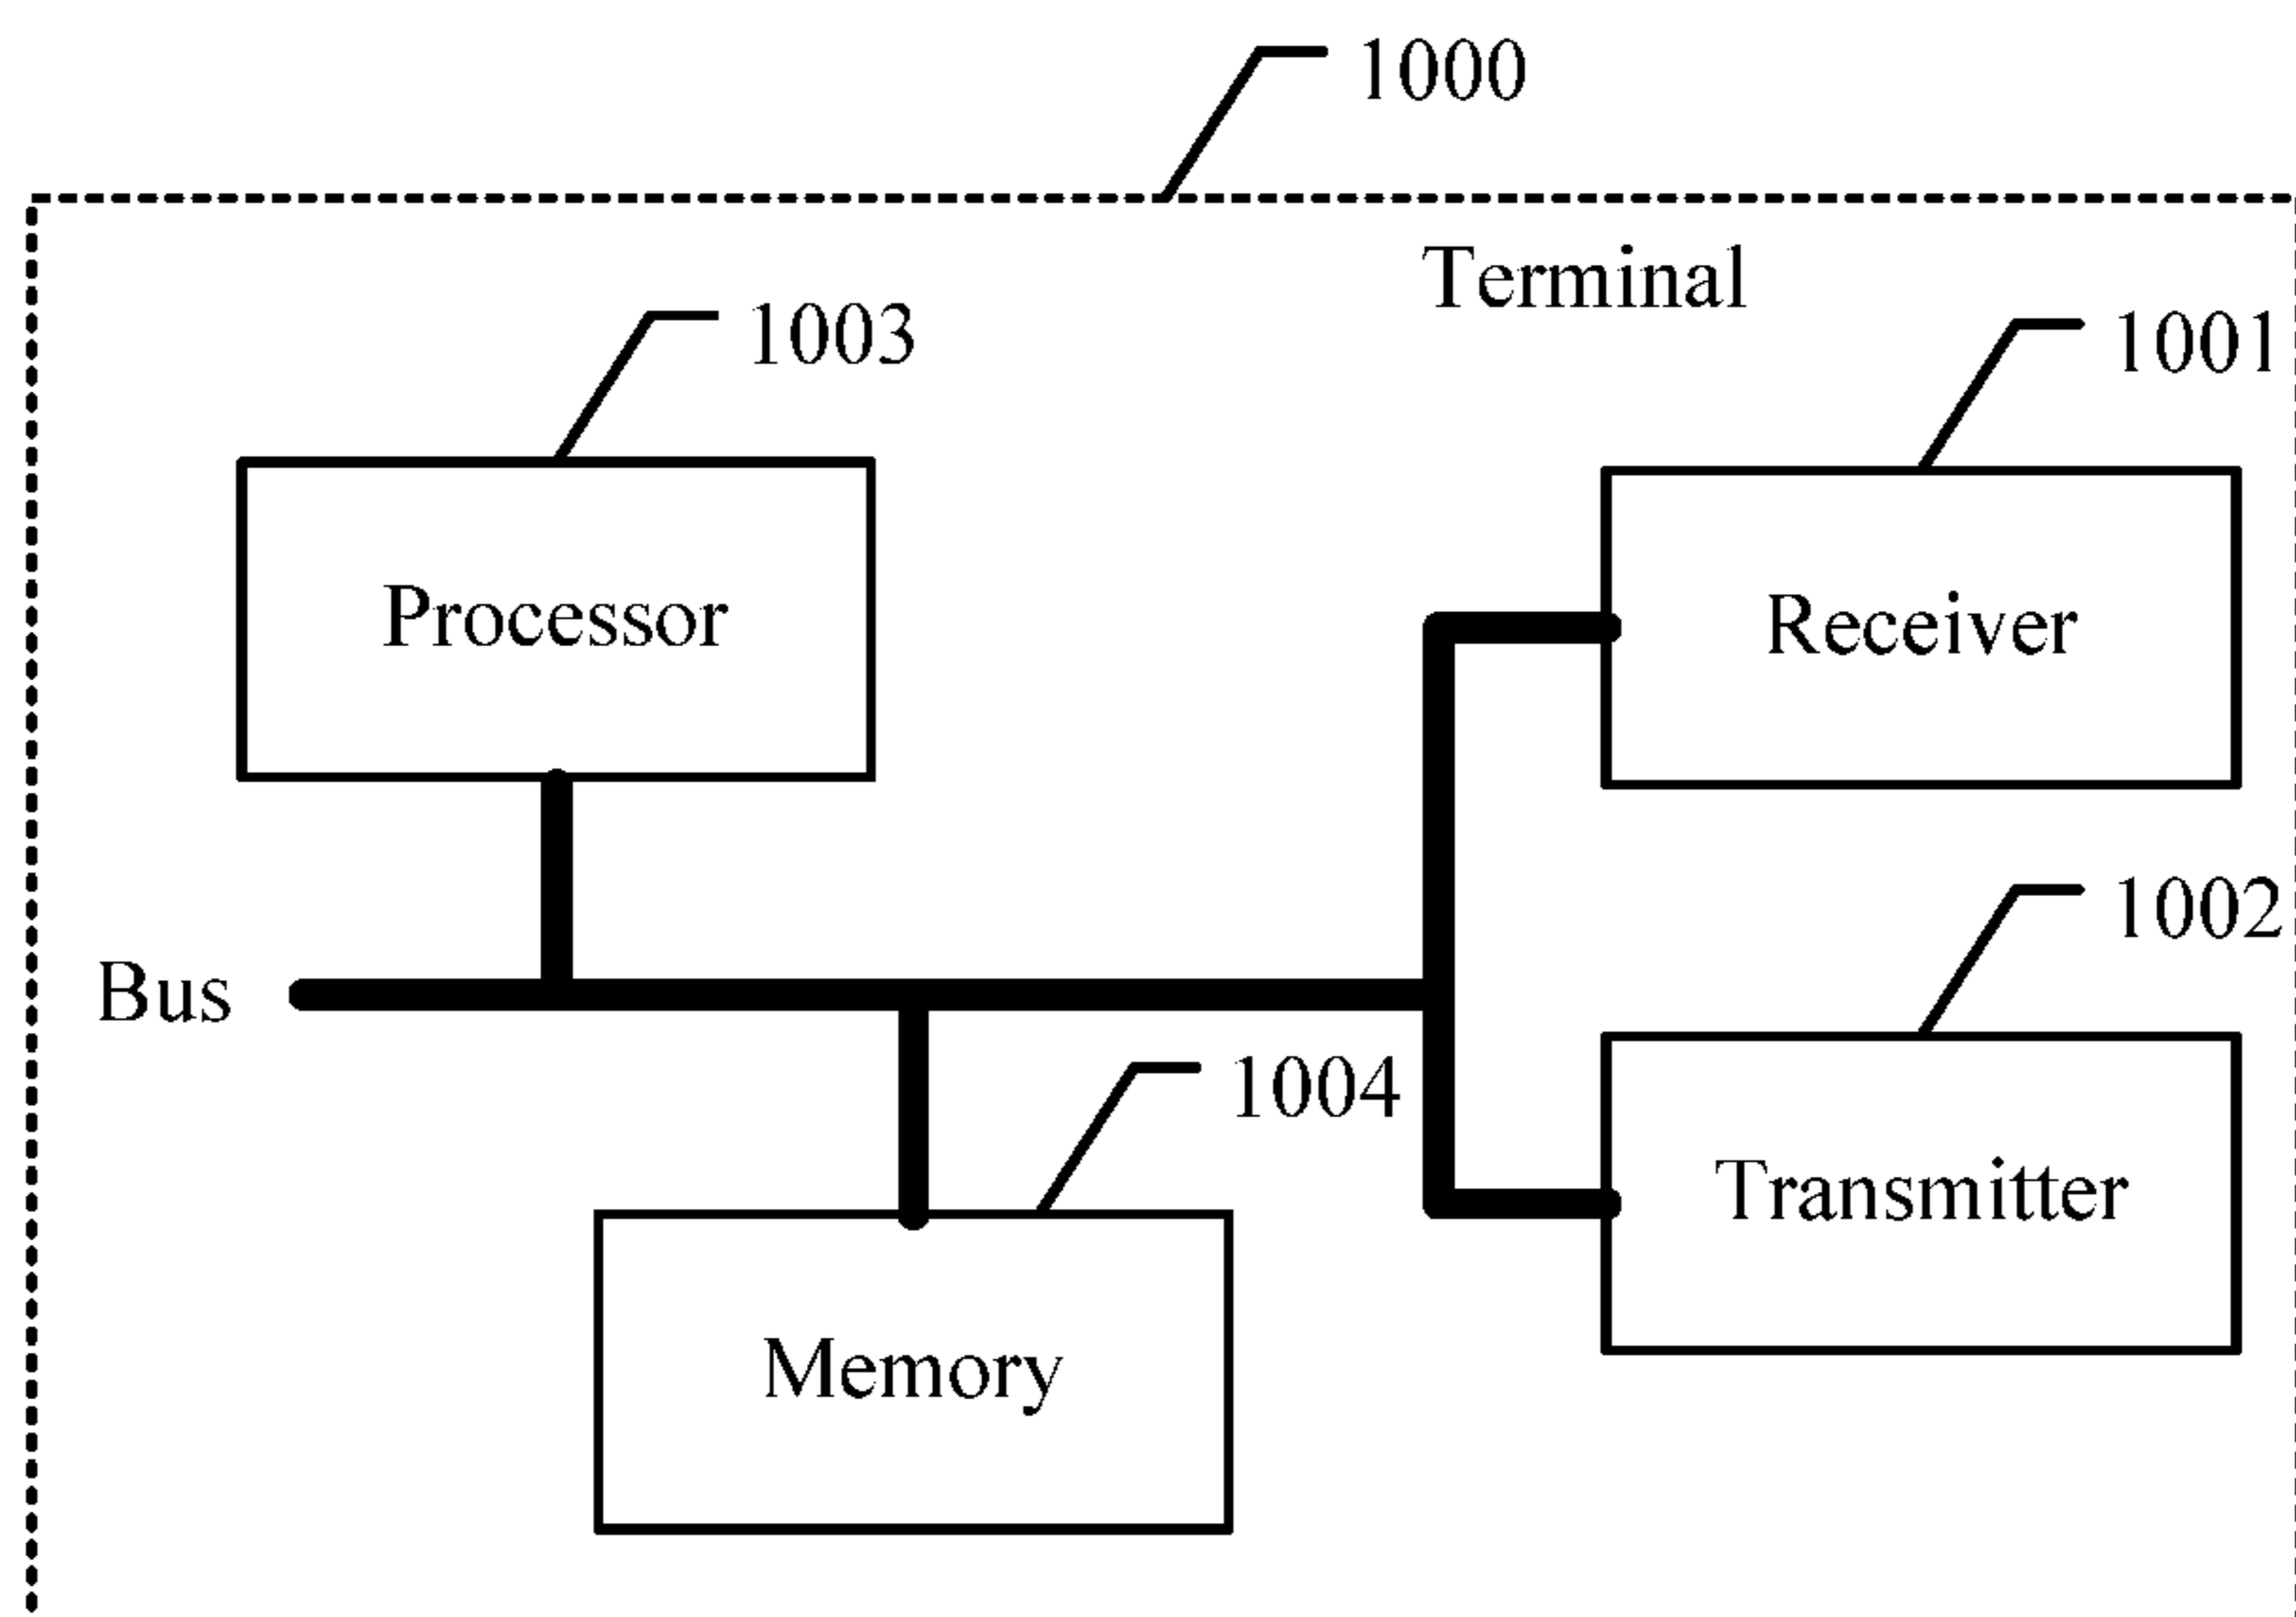 1000
Terminal
1003
1001
Processor
Receiver
1002
Bus
1004
Transmitter
Memory